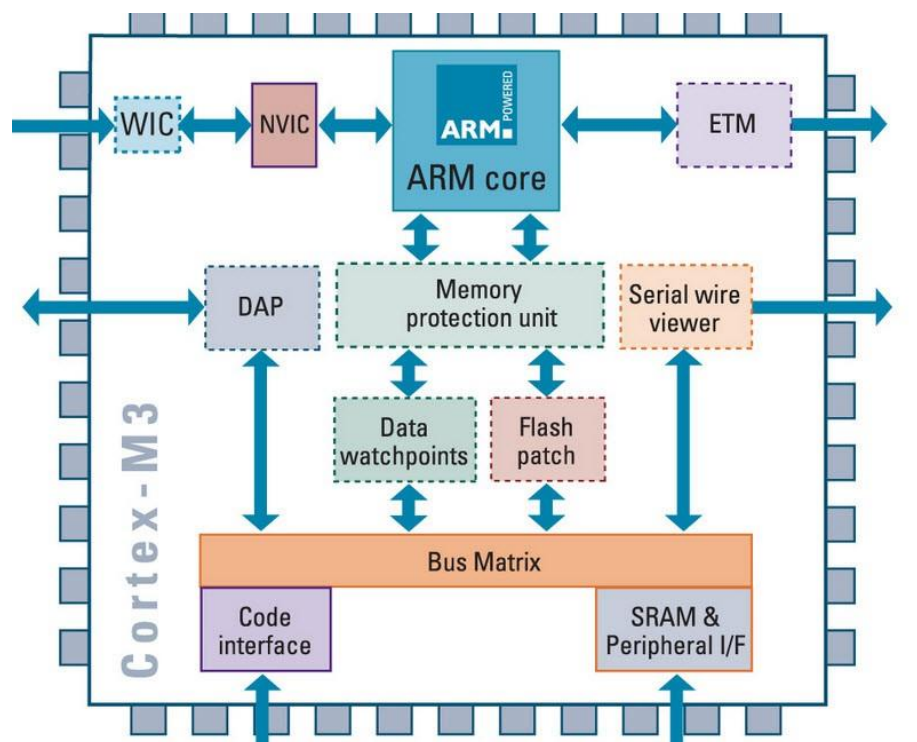 WIC
NVIC
ARM
POWERED
ARM core
ETM
DAP
Memory
protection unit
Serial wire
viewer
Data
watchpoints
Flash
patch
Bus Matrix
Code
interface
SRAM &
Peripheral I/F
Cortex-M3